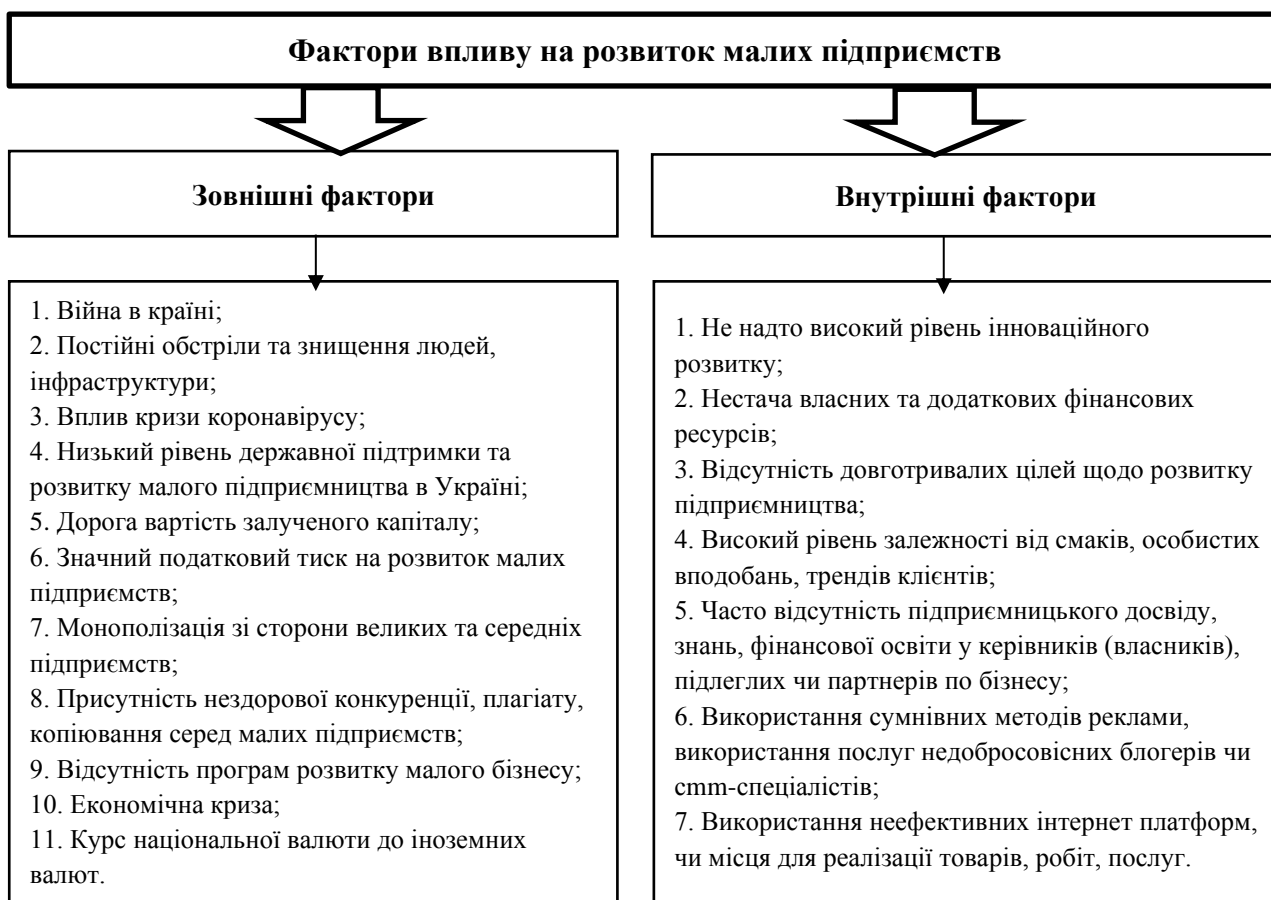 Фактори впливу на розвиток малих підприємств
Зовнішні фактори
1. Війна в країні;
2. Постійні обстріли та знищення людей,
інфраструктури;
3. Вплив кризи коронавірусу;
4. Низький рівень державної підтримки та
розвитку малого підприємництва в Україні;
5. Дорога вартість залученого капіталу;
6. Значний податковий тиск на розвиток малих
підприємств;
7. Монополізація зі сторони великих та середніх
підприємств;
8. Присутність нездорової конкуренції, плагіату,
копіювання серед малих підприємств;
9. Відсутність програм розвитку малого бізнесу;
10. Економічна криза;
11. Курс національної валюти до іноземних
валют.
Внутрішні фактори
1. Не надто високий рівень інноваційного
розвитку;
2. Нестача власних та додаткових фінансових
ресурсів;
3. Відсутність довготривалих цілей щодо розвитку
підприємництва;
4. Високий рівень залежності від смаків, особистих
вподобань, трендів клієнтів;
5. Часто відсутність підприємницького досвіду,
знань, фінансової освіти у керівників (власників),
підлеглих чи партнерів по бізнесу;
6. Використання сумнівних методів реклами,
використання послуг недобросовісних блогерів чи
смм-спеціалістів;
7. Використання неефективних інтернет платформ,
чи місця для реалізації товарів, робіт, послуг.